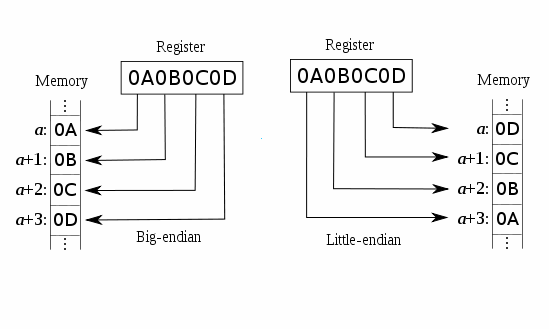 Register
0A0B0C0D
Memory
⋮
a: 0A
a+1: 0B
a+2: 0C
a+3: 0D
⋮
Big-endian
Register
0A0B0C0D
Memory
⋮
a: 0D
a+1: 0C
a+2: 0B
a+3: 0A
⋮
Little-endian